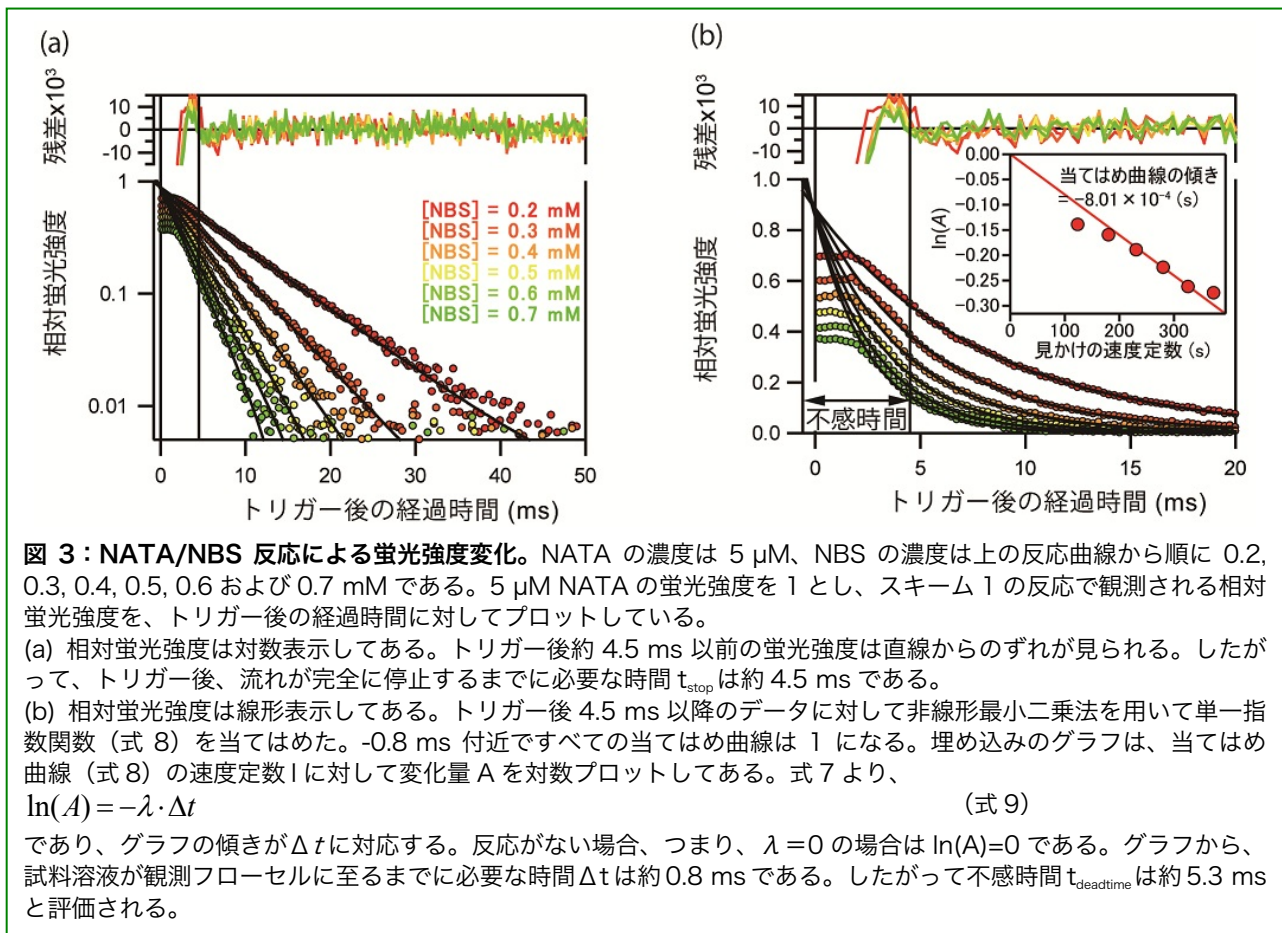 (a)
(b)
残差x10³
10
0
-10
残差x10³
10
0
-10
相対蛍光強度
1
0.1
0.01
[NBS] = 0.2 mM
[NBS] = 0.3 mM
[NBS] = 0.4 mM
[NBS] = 0.5 mM
[NBS] = 0.6 mM
[NBS] = 0.7 mM
0 10 20 30 40 50
トリガー後の経過時間 (ms)
相対蛍光強度
1.0
0.8
0.6
0.4
0.2
0.0
不感時間
ln(A)
0.00
−0.05
−0.10
−0.15
−0.20
−0.25
−0.30
当てはめ曲線の傾き
= −8.01 × 10⁻⁴ (s)
0 100 200 300
見かけの速度定数 (s)
0 5 10 15 20
トリガー後の経過時間 (ms)
図 3：NATA/NBS 反応による蛍光強度変化。NATA の濃度は 5 μM、NBS の濃度は上の反応曲線から順に 0.2,
0.3, 0.4, 0.5, 0.6 および 0.7 mM である。5 μM NATA の蛍光強度を 1 とし、スキーム 1 の反応で観測される相対
蛍光強度を、トリガー後の経過時間に対してプロットしている。
(a) 相対蛍光強度は対数表示してある。トリガー後約 4.5 ms 以前の蛍光強度は直線からのずれが見られる。したが
って、トリガー後、流れが完全に停止するまでに必要な時間 t_stop は約 4.5 ms である。
(b) 相対蛍光強度は線形表示してある。トリガー後 4.5 ms 以降のデータに対して非線形最小二乗法を用いて単一指
数関数（式 8）を当てはめた。-0.8 ms 付近ですべての当てはめ曲線は 1 になる。埋め込みのグラフは、当てはめ
曲線（式 8）の速度定数 l に対して変化量 A を対数プロットしてある。式 7 より、
ln(A) = −λ·Δt （式 9）
であり、グラフの傾きがΔt に対応する。反応がない場合、つまり、λ＝0 の場合は ln(A)=0 である。グラフから、
試料溶液が観測フローセルに至るまでに必要な時間Δt は約 0.8 ms である。したがって不感時間 t_deadtime は約 5.3 ms
と評価される。